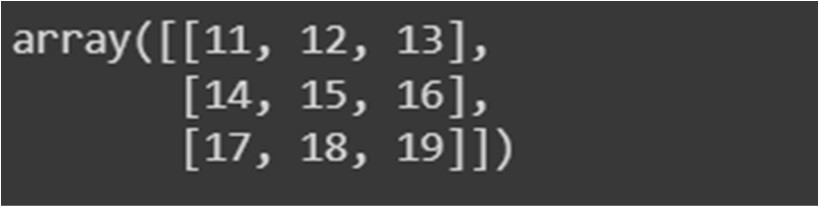 array([[11, 12, 13],
       [14, 15, 16],
       [17, 18, 19]])